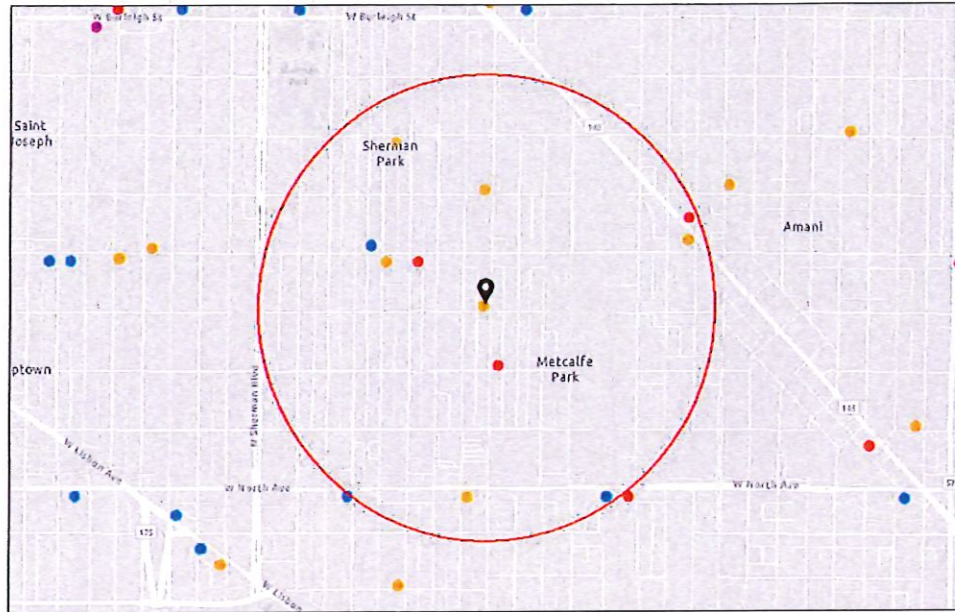 W Burleigh St
W Burleigh St
Saint
Joseph
Sherman
Park
145
Amani
Metcalfe
Park
ptown
N Sherman Blvd
145
W Lisbon Ave
W North Ave
W North Ave
175
W Lisbon